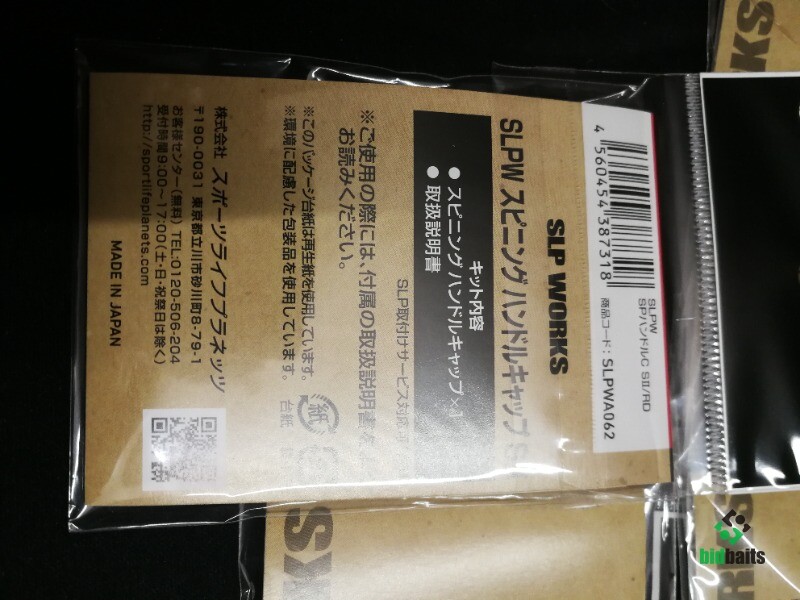 4 560454 387318
SLPW
SPハンドルC SⅡ/RD
商品コード：SLPWA062
SLP WORKS
SLPW スピニングハンドルキャップ S
キット内容
● スピニングハンドルキャップ×1
● 取扱説明書
SLP取付けサービス対応
※ご使用の際には、付属の取扱説明書を
お読みください。
※このパッケージ台紙は再生紙を使用しています。
※環境に配慮した包装品を使用しています。
紙
台紙
株式会社 スポーツライフプラネッツ
〒190-0031 東京都立川市砂川町6-79-1
お客様センター(無料) TEL:0120-506-204
受付時間9:00〜17:00(土・日・祝祭日は除く)
http://sportlifeplanets.com
MADE IN JAPAN
RKS
RKS
bidbaits